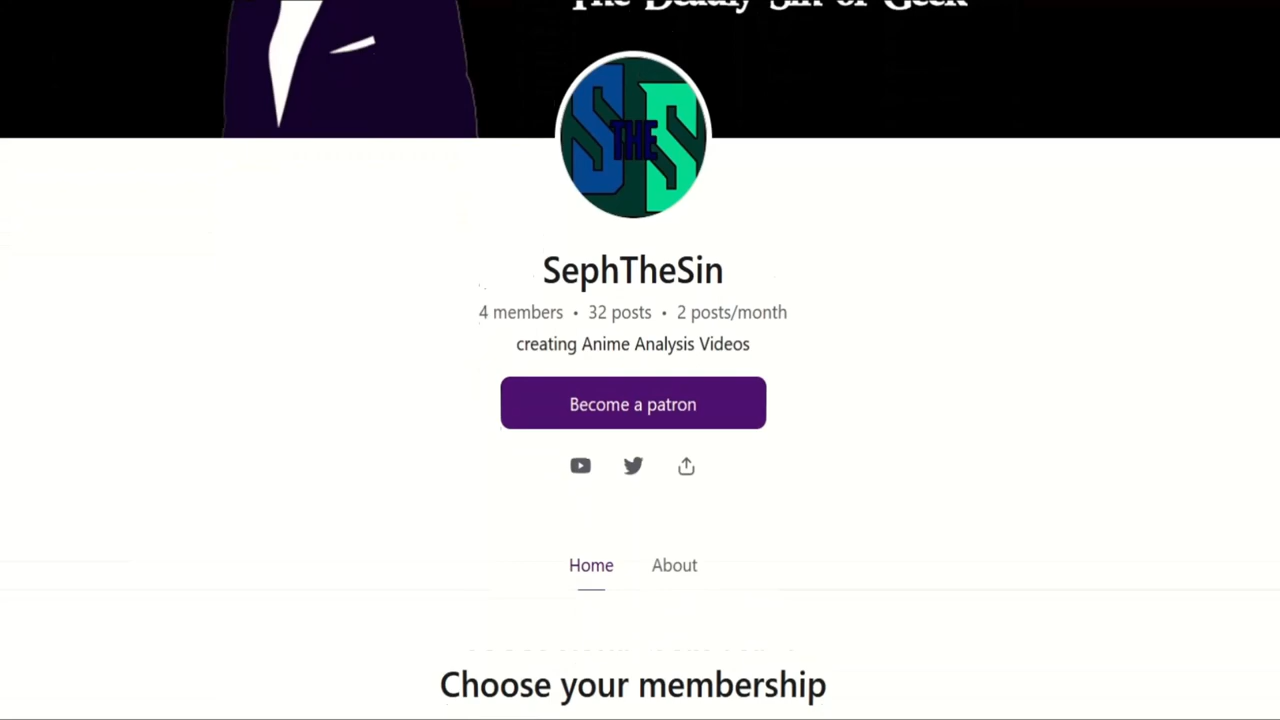 The Deadly Sin of Geek
S THE S
SephTheSin
4 members • 32 posts • 2 posts/month
creating Anime Analysis Videos
Become a patron
Home About
Choose your membership